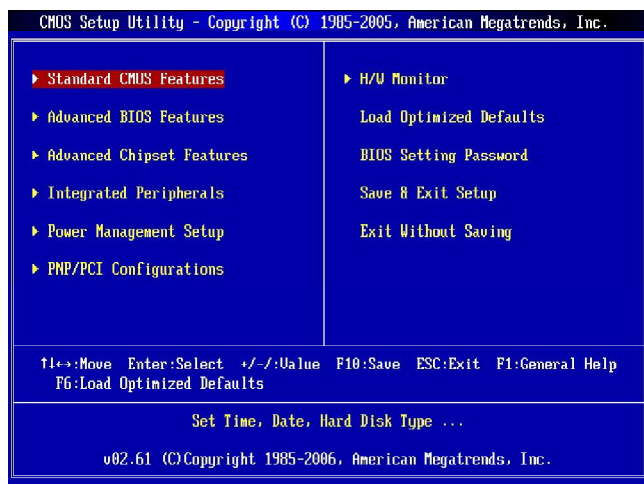 CMOS Setup Utility - Copyright (C) 1985-2005, American Megatrends, Inc.
Standard CMOS Features
Advanced BIOS Features
Advanced Chipset Features
Integrated Peripherals
Power Management Setup
PNP/PCI Configurations
H/W Monitor
Load Optimized Defaults
BIOS Setting Password
Save & Exit Setup
Exit Without Saving
↑↓←→:Move Enter:Select +/-/:Value F10:Save ESC:Exit F1:General Help
F6:Load Optimized Defaults
Set Time, Date, Hard Disk Type ...
v02.61 (C)Copyright 1985-2006, American Megatrends, Inc.